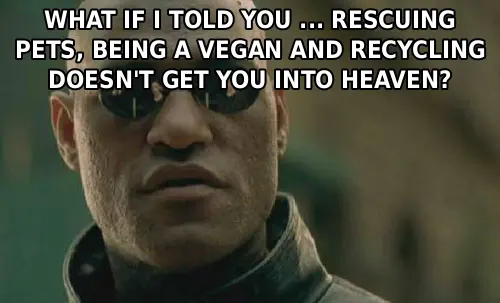 WHAT IF I TOLD YOU ... RESCUING
PETS, BEING A VEGAN AND RECYCLING
DOESN'T GET YOU INTO HEAVEN?